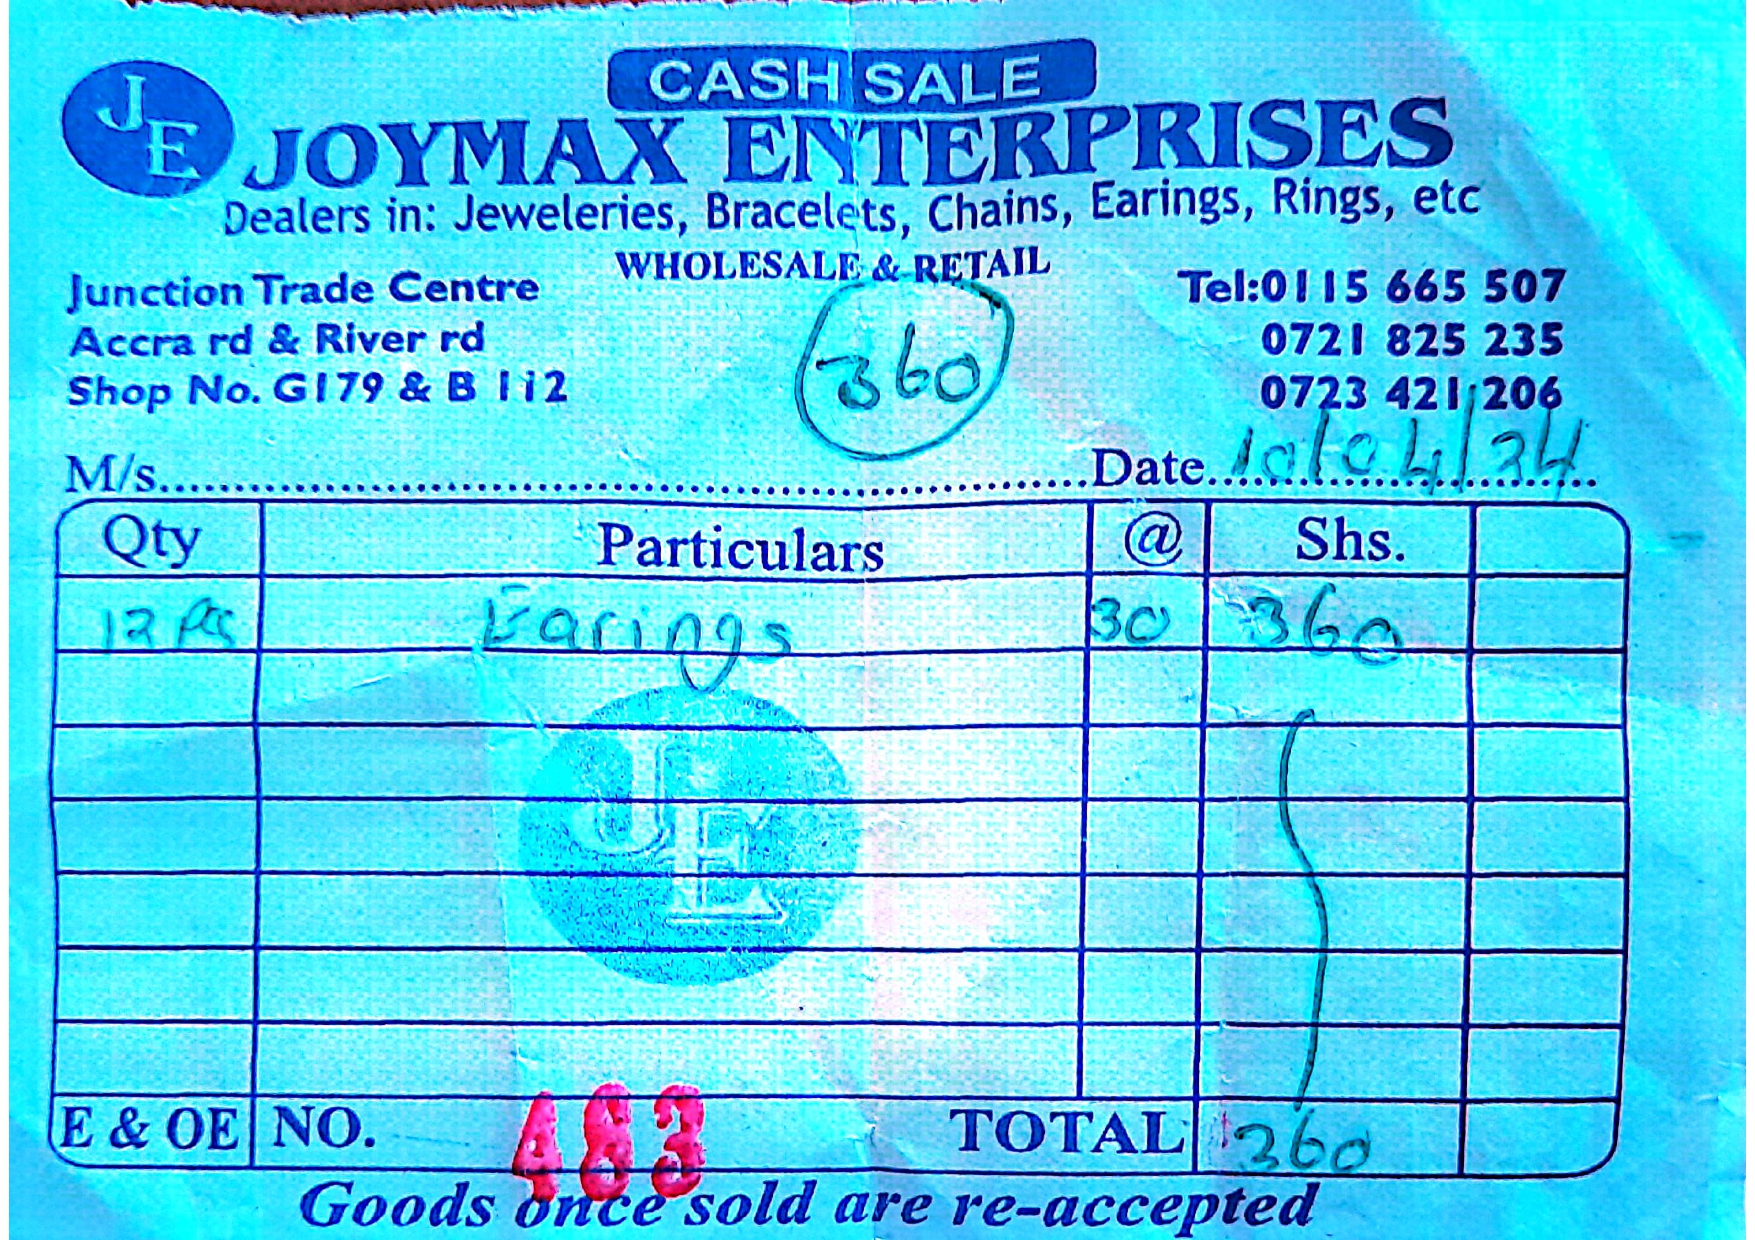 CASH SALE
JE
JOYMAX ENTERPRISES
Dealers in: Jeweleries, Bracelets, Chains, Earings, Rings, etc
WHOLESALE & RETAIL
Junction Trade Centre
Accra rd & River rd
Shop No. G179 & B 112
Tel:0115 665 507
0721 825 235
0723 421 206
360
M/s.......... Date 10/04/24
Qty Particulars @ Shs.
12 Ps Earings 30 360
JE
E & OE NO. 483 TOTAL 360
Goods once sold are re-accepted